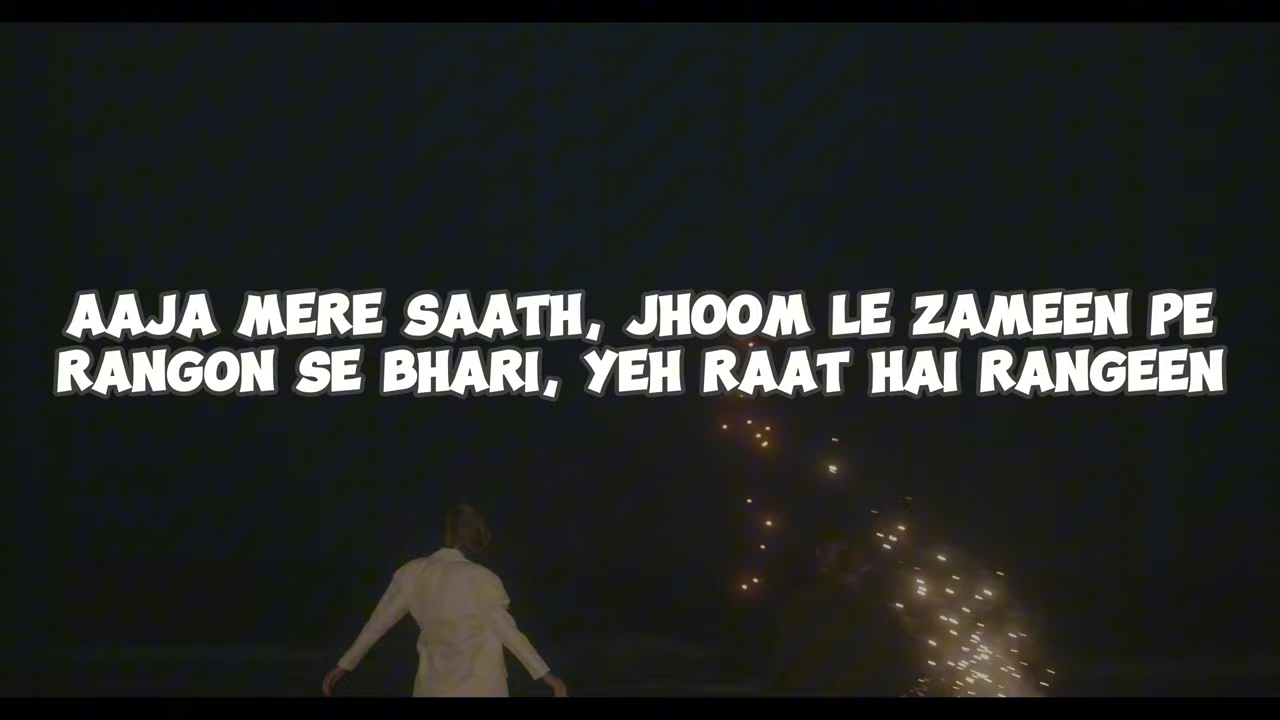 AAJA MERE SAATH, JHOOM LE ZAMEEN PE
RANGON SE BHARI, YEH RAAT HAI RANGEEN